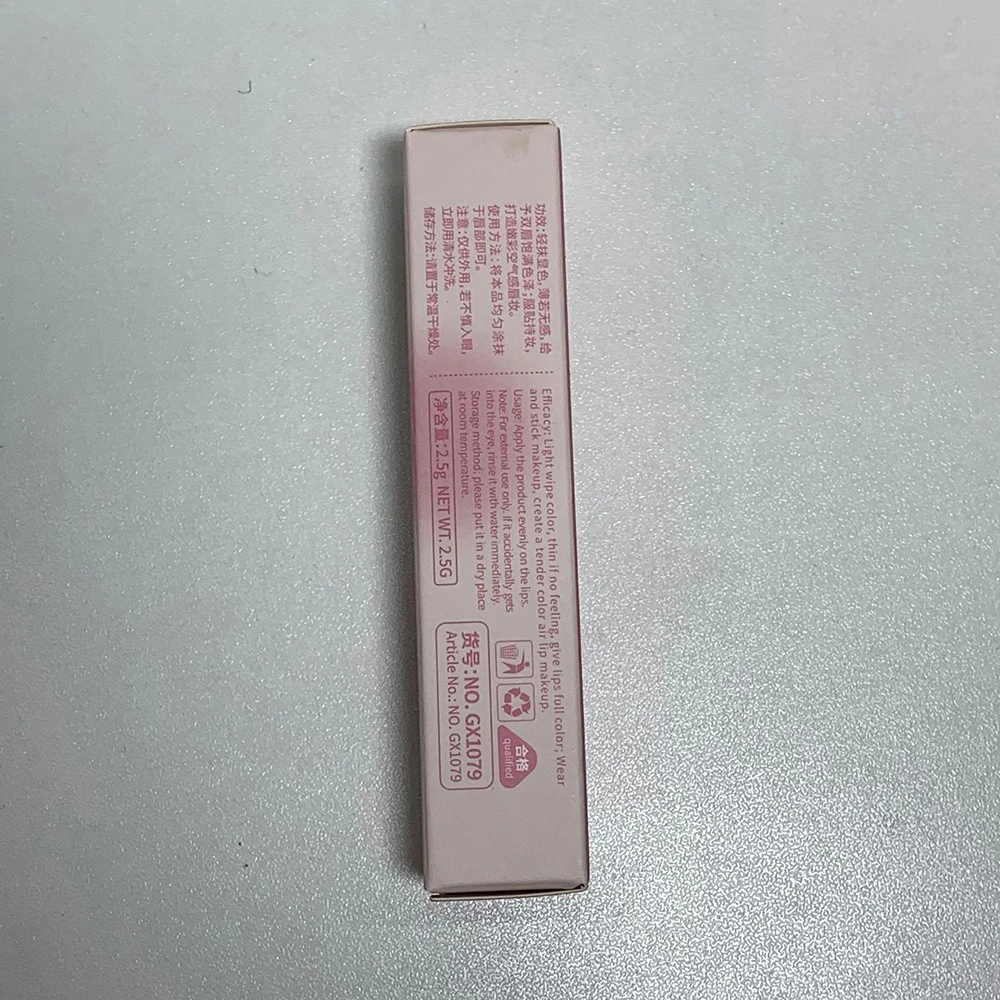 功效:轻抹显色,薄若无感,给
予双唇饱满色泽;服贴持妆,
打造嫩彩空气感唇妆。
使用方法:将本品均匀涂抹
于唇部即可。
注意:仅供外用,若不慎入眼,
立即用清水冲洗。
储存方法:请置于常温干燥处。
Efficacy: Light wipe color, thin if no feeling, give lips full color; Wear
and stick makeup, create a tender color air lip makeup.
Usage: Apply the product evenly on the lips.
Note: For external use only. If it accidentally gets
into the eye, rinse it with water immediately.
Storage method: please put it in a dry place
at room temperature.
净含量:2.5g NET WT. 2.5G
合格
qualified
货号:NO. GX1079
Article No.: NO. GX1079